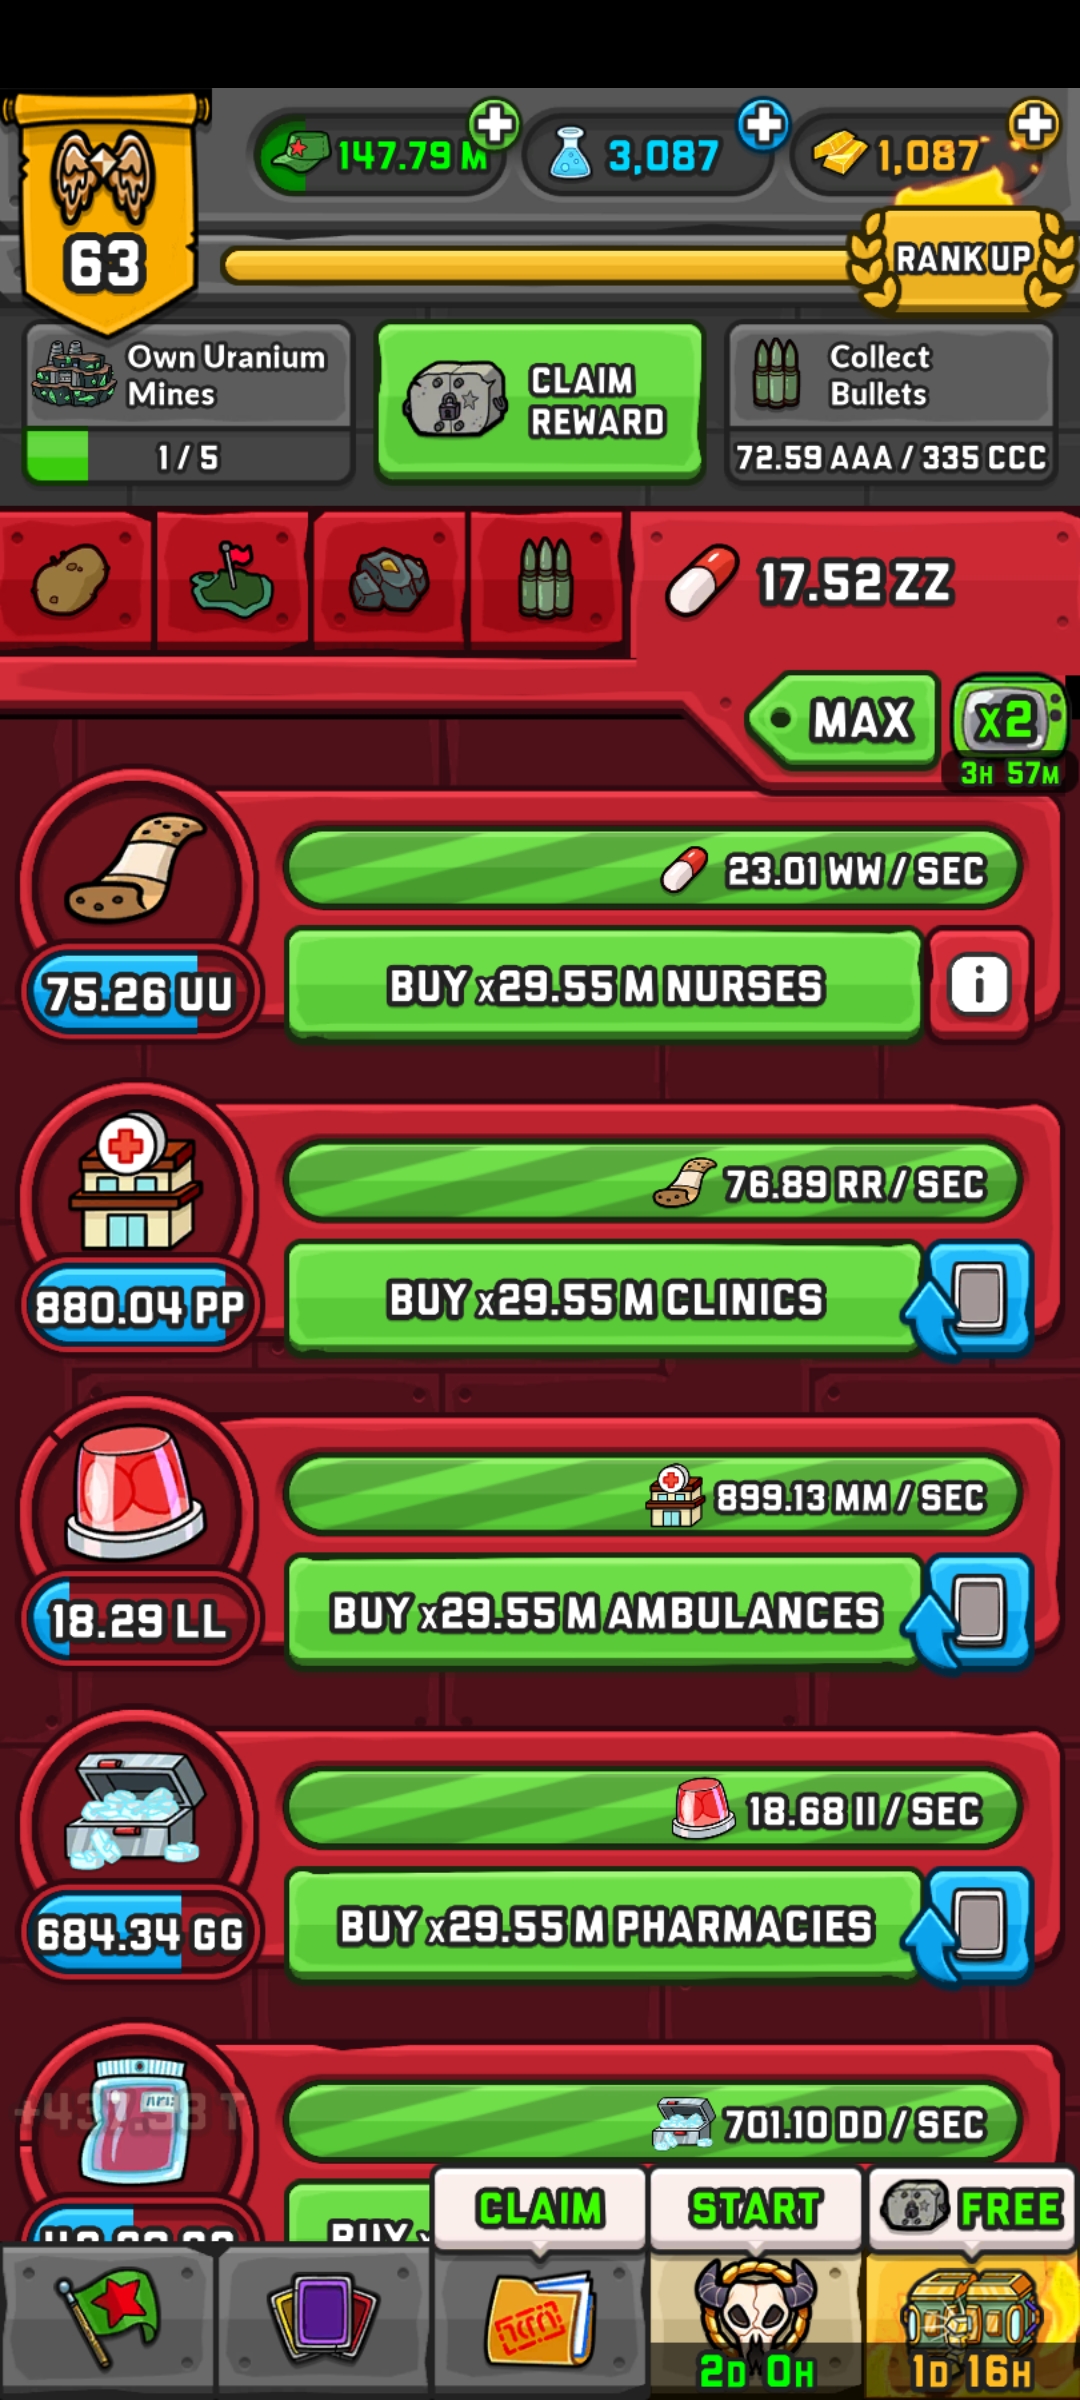 147.79 M
3,087
1,087
63
RANK UP
Own Uranium
Mines
1 / 5
CLAIM
REWARD
Collect
Bullets
72.59 AAA / 335 CCC
17.52 ZZ
MAX
x2
3H 57M
23.01 WW / SEC
75.26 UU
BUY x29.55 M NURSES
i
76.89 RR / SEC
880.04 PP
BUY x29.55 M CLINICS
899.13 MM / SEC
18.29 LL
BUY x29.55 M AMBULANCES
18.68 II / SEC
684.34 GG
BUY x29.55 M PHARMACIES
701.10 DD / SEC
BUY x
CLAIM
START
FREE
2D 0H
1D 16H